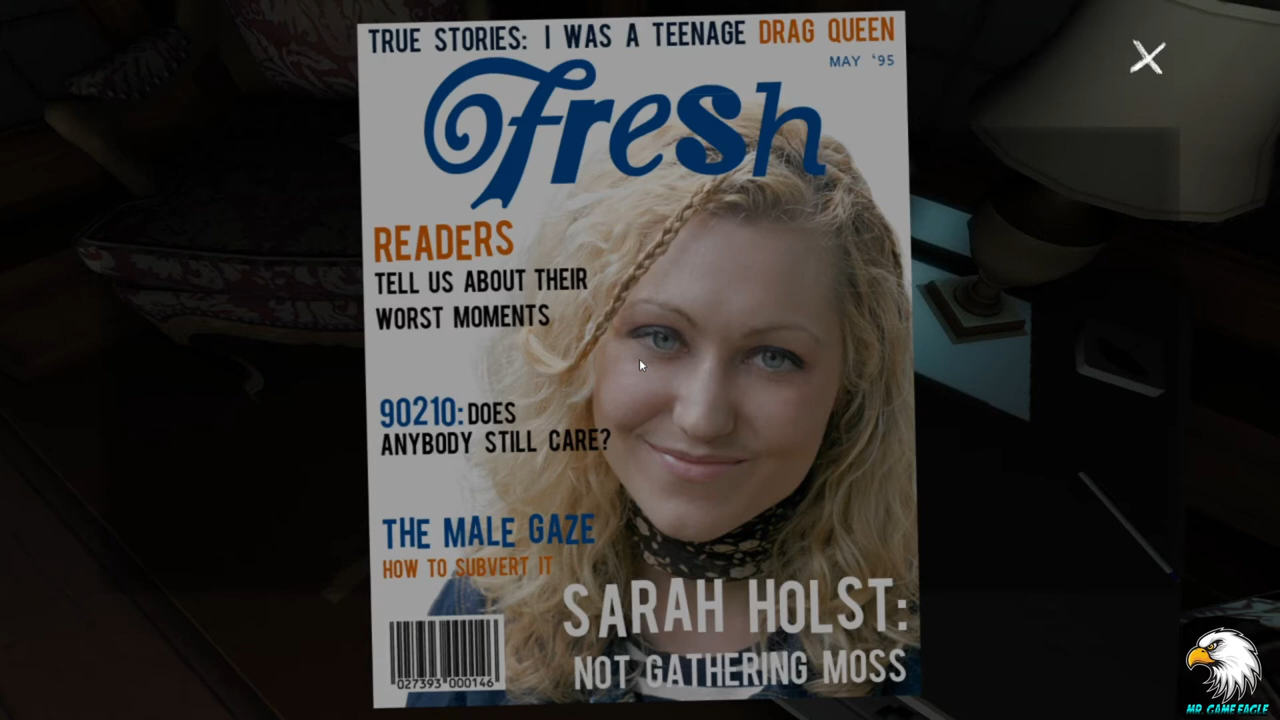 TRUE STORIES: I WAS A TEENAGE DRAG QUEEN
MAY '95
Fresh
READERS
TELL US ABOUT THEIR
WORST MOMENTS
90210: DOES
ANYBODY STILL CARE?
THE MALE GAZE
HOW TO SUBVERT IT
SARAH HOLST:
NOT GATHERING MOSS
027393 000146
MR. GAME EAGLE